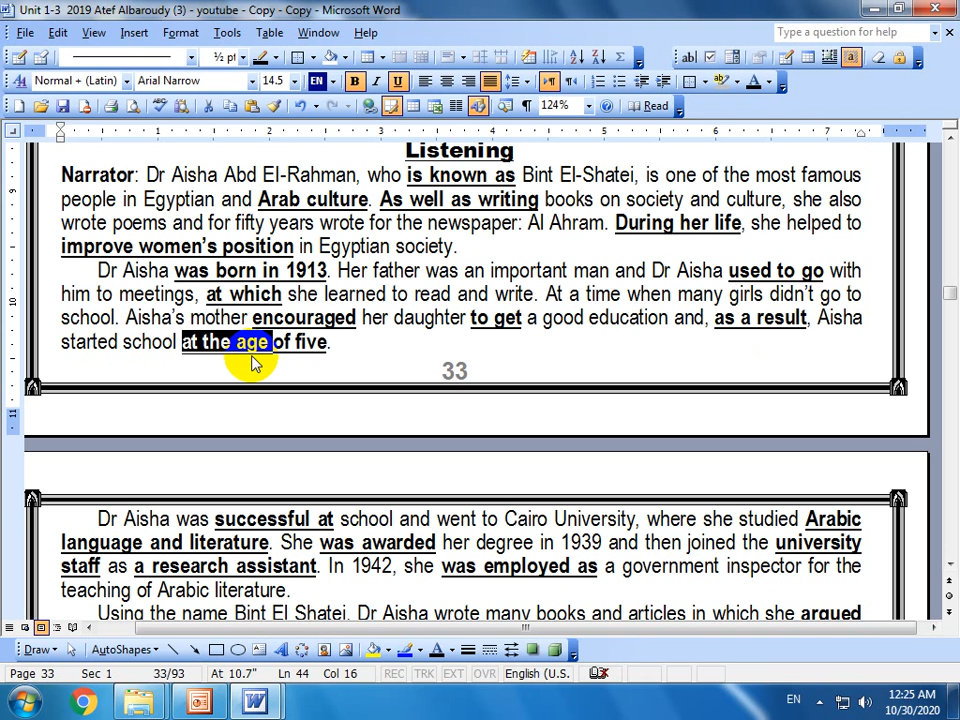 Unit 1-3 2019 Atef Albaroudy (3) - youtube - Copy - Copy - Microsoft Word
File Edit View Insert Format Tools Table Window Help
Type a question for help
½ pt
Normal + (Latin) Arial Narrow 14.5 EN B I U
124% Read
1 2 3 4 5 6 7
Listening
Narrator: Dr Aisha Abd El-Rahman, who is known as Bint El-Shatei, is one of the most famous
people in Egyptian and Arab culture. As well as writing books on society and culture, she also
wrote poems and for fifty years wrote for the newspaper: Al Ahram. During her life, she helped to
improve women's position in Egyptian society.
Dr Aisha was born in 1913. Her father was an important man and Dr Aisha used to go with
him to meetings, at which she learned to read and write. At a time when many girls didn't go to
school. Aisha's mother encouraged her daughter to get a good education and, as a result, Aisha
started school at the age of five.
33
Dr Aisha was successful at school and went to Cairo University, where she studied Arabic
language and literature. She was awarded her degree in 1939 and then joined the university
staff as a research assistant. In 1942, she was employed as a government inspector for the
teaching of Arabic literature.
Using the name Bint El Shatei, Dr Aisha wrote many books and articles in which she argued
Draw AutoShapes
Page 33 Sec 1 33/93 At 10.7" Ln 44 Col 16 REC TRK EXT OVR English (U.S.
EN 12:25 AM
10/30/2020